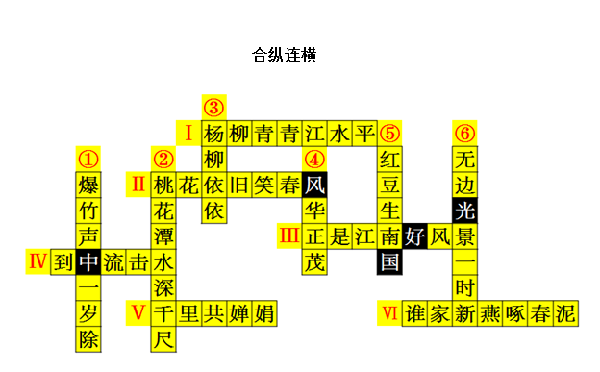 合纵连横
③
Ⅰ 杨柳青青江水平 ⑤ ⑥
① ② 柳 ④ 红 无
爆 Ⅱ 桃花依旧笑春风 豆 边
竹 花 依 华 生 光
声 潭 Ⅲ 正是江南好风景
Ⅳ 到中流击水 茂 国 一
一 深 时
岁 Ⅴ 千里共婵娟 Ⅵ 谁家新燕啄春泥
除 尺